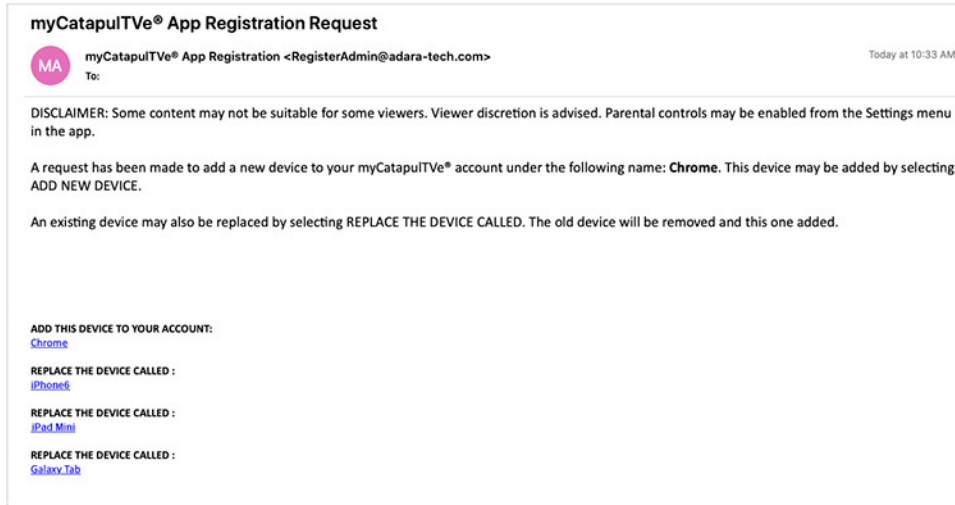 myCatapulTVe® App Registration Request
MA
myCatapulTVe® App Registration <RegisterAdmin@adara-tech.com>
Today at 10:33 AM
To:
DISCLAIMER: Some content may not be suitable for some viewers. Viewer discretion is advised. Parental controls may be enabled from the Settings menu
in the app.
A request has been made to add a new device to your myCatapulTVe® account under the following name: Chrome. This device may be added by selecting
ADD NEW DEVICE.
An existing device may also be replaced by selecting REPLACE THE DEVICE CALLED. The old device will be removed and this one added.
ADD THIS DEVICE TO YOUR ACCOUNT:
Chrome
REPLACE THE DEVICE CALLED :
iPhone6
REPLACE THE DEVICE CALLED :
iPad Mini
REPLACE THE DEVICE CALLED :
Galaxy Tab